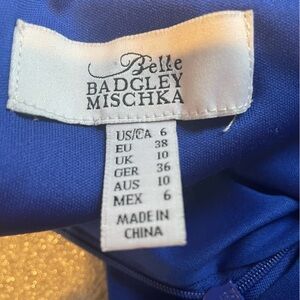 Belle
BADGLEY
MISCHKA
US/CA 6
EU 38
UK 10
GER 36
AUS 10
MEX 6
MADE IN
CHINA